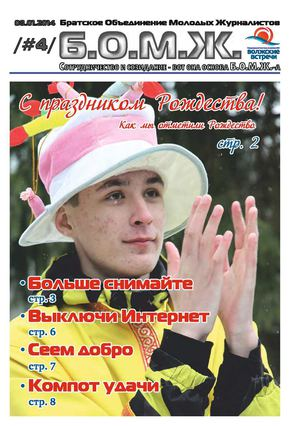 08.01.2014 Братское Объединение Молодых Журналистов
/#4/ Б.О.М.Ж.
ВОЛЖСКИЕ
ВСТРЕЧИ
Сотрудничество и созидание - вот она основа Б.О.М.Ж.-а
С праздником Рождества!
Как мы отметили Рождество
стр. 2
• Больше снимайте
стр. 3
• Выключи Интернет
стр. 6
• Сеем добро
стр. 7
• Компот удачи
стр. 8